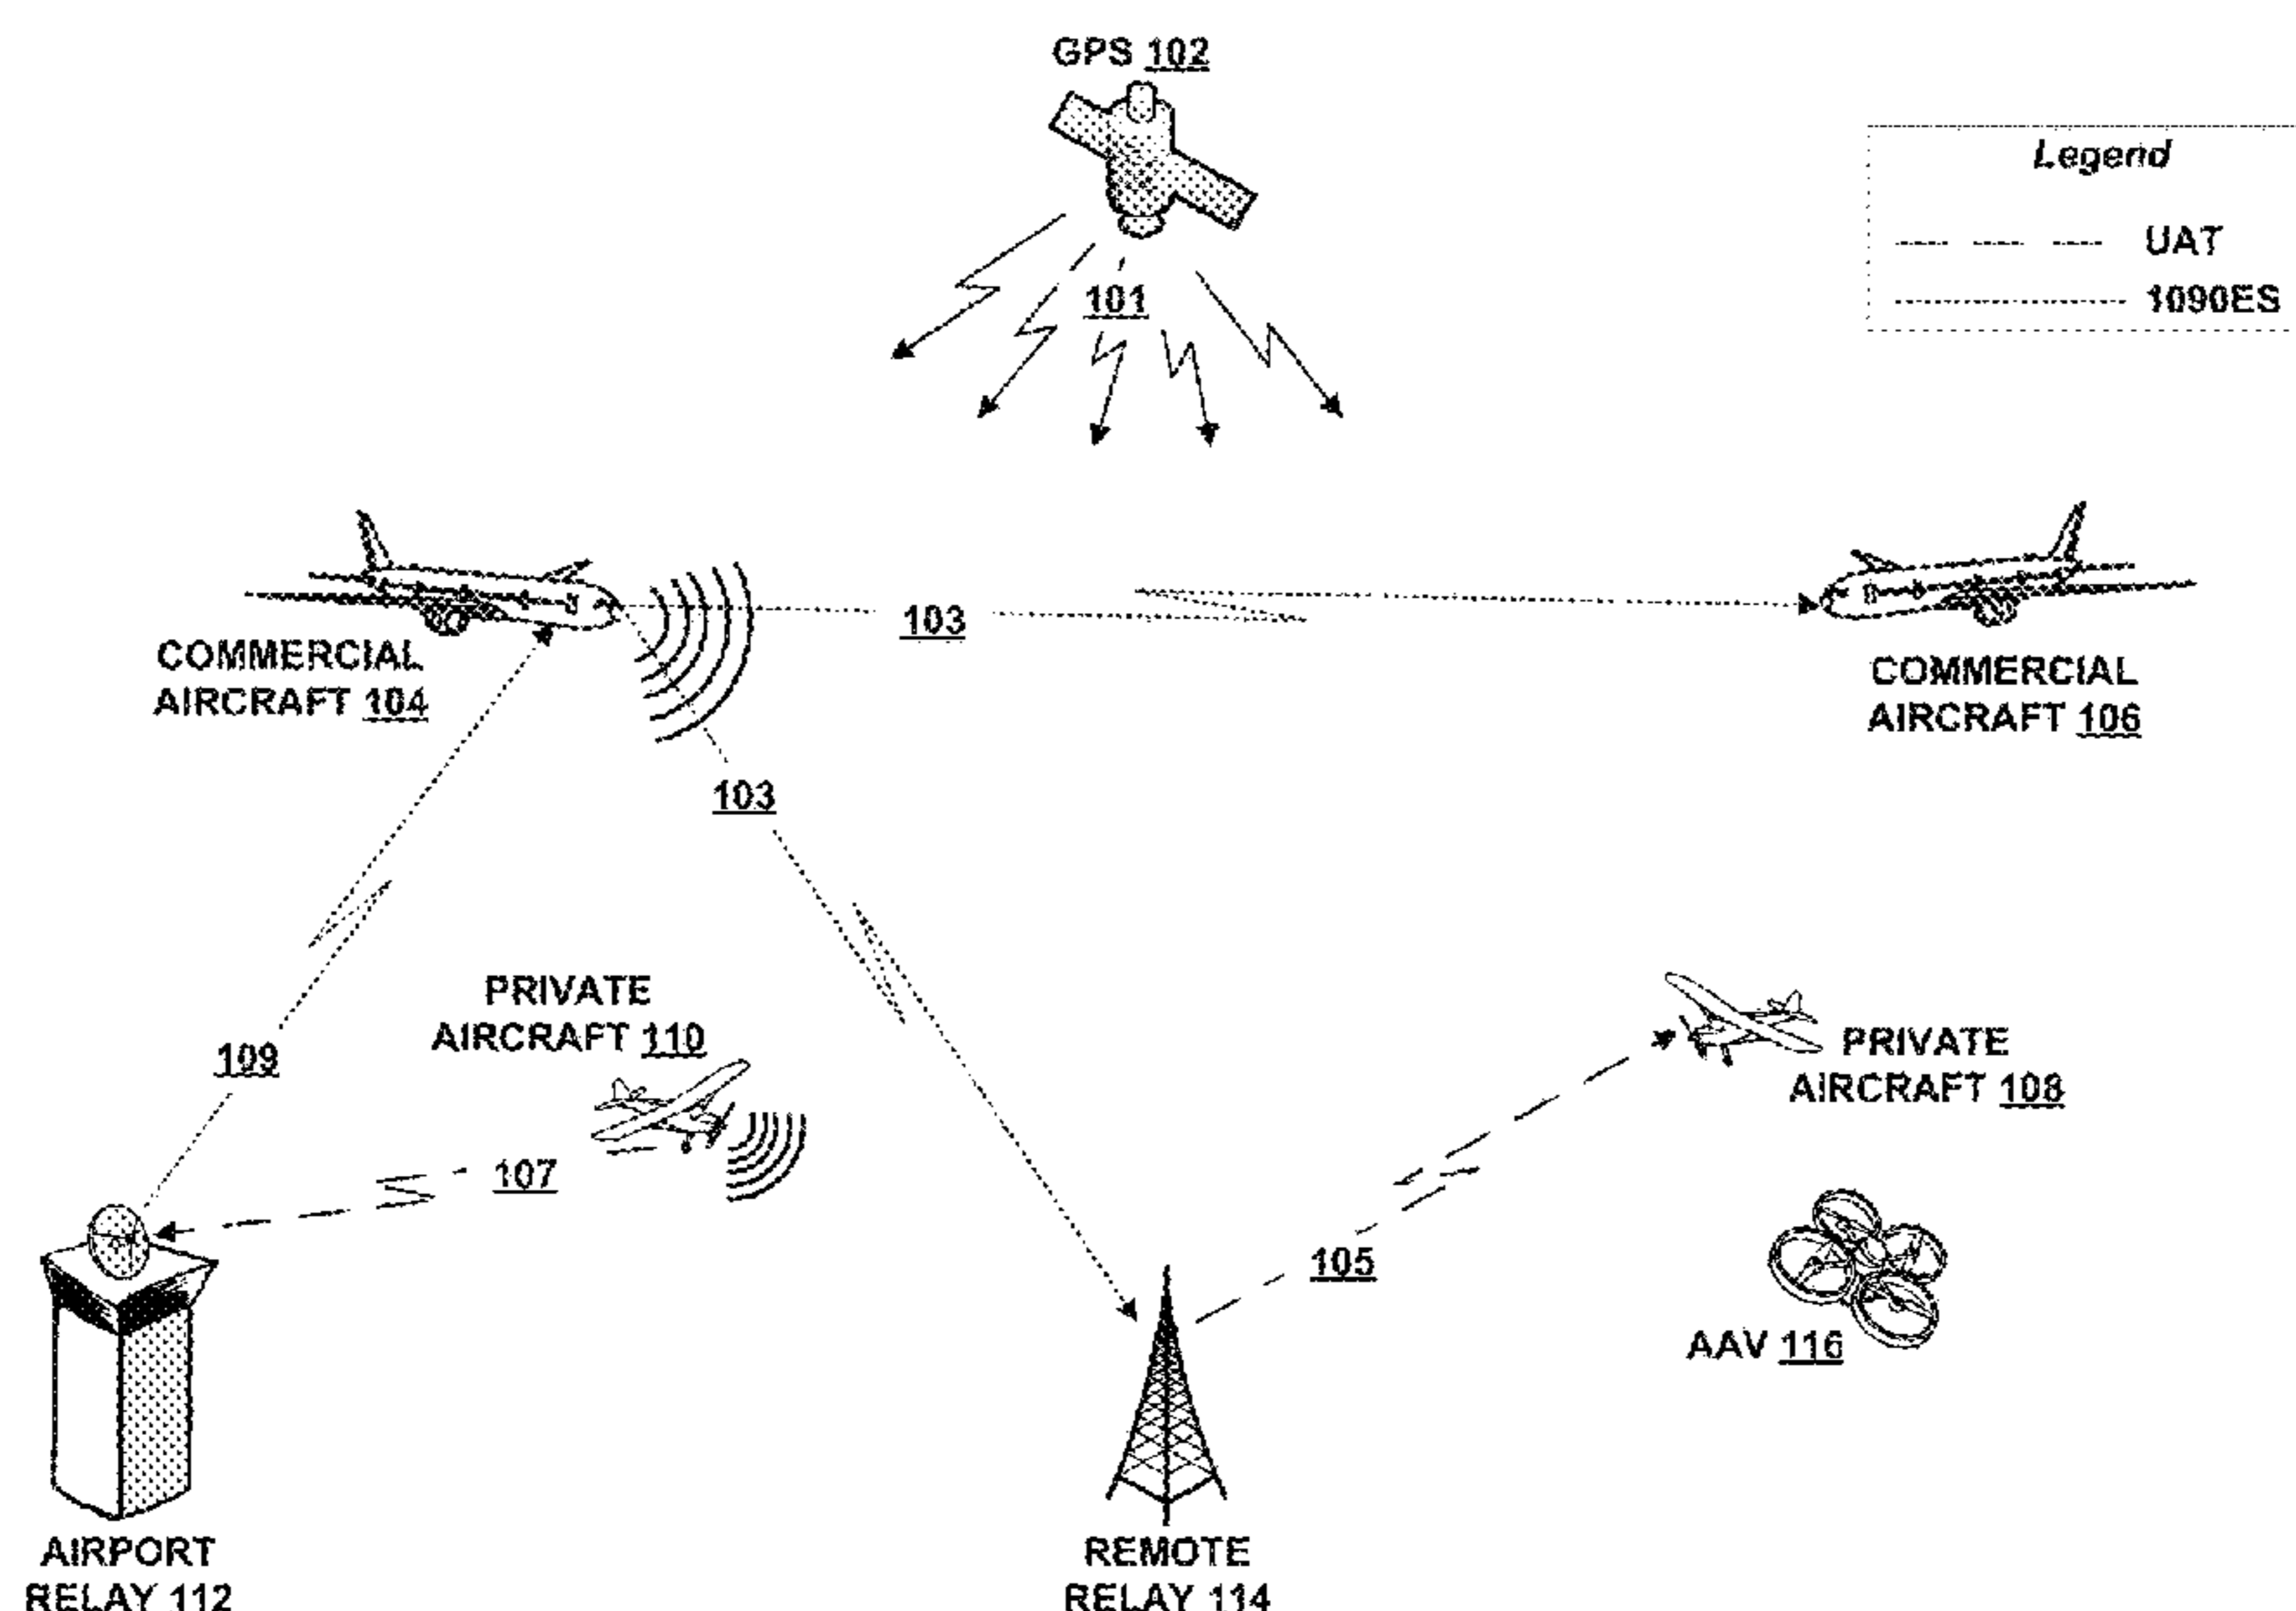 GPS 102
Legend
UAT
1090ES
101
103
COMMERCIAL
AIRCRAFT 104
COMMERCIAL
AIRCRAFT 106
103
PRIVATE
AIRCRAFT 110
109
PRIVATE
AIRCRAFT 108
107
105
AAV 116
AIRPORT
RELAY 112
REMOTE
RELAY 114